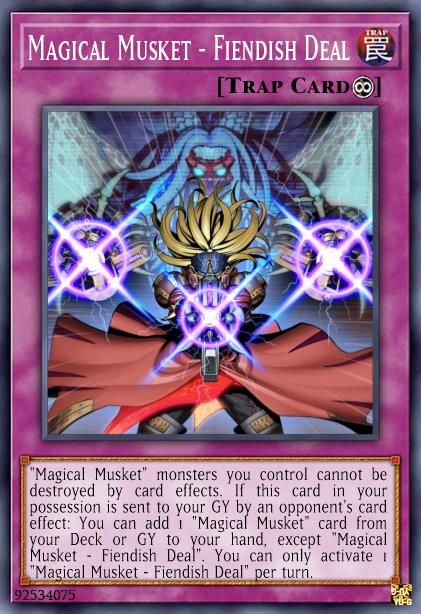 Magical Musket - Fiendish Deal
TRAP
罠
[Trap Card]
"Magical Musket" monsters you control cannot be
destroyed by card effects. If this card in your
possession is sent to your GY by an opponent's card
effect: You can add 1 "Magical Musket" card from
your Deck or GY to your hand, except "Magical
Musket - Fiendish Deal". You can only activate 1
"Magical Musket - Fiendish Deal" per turn.
92534075